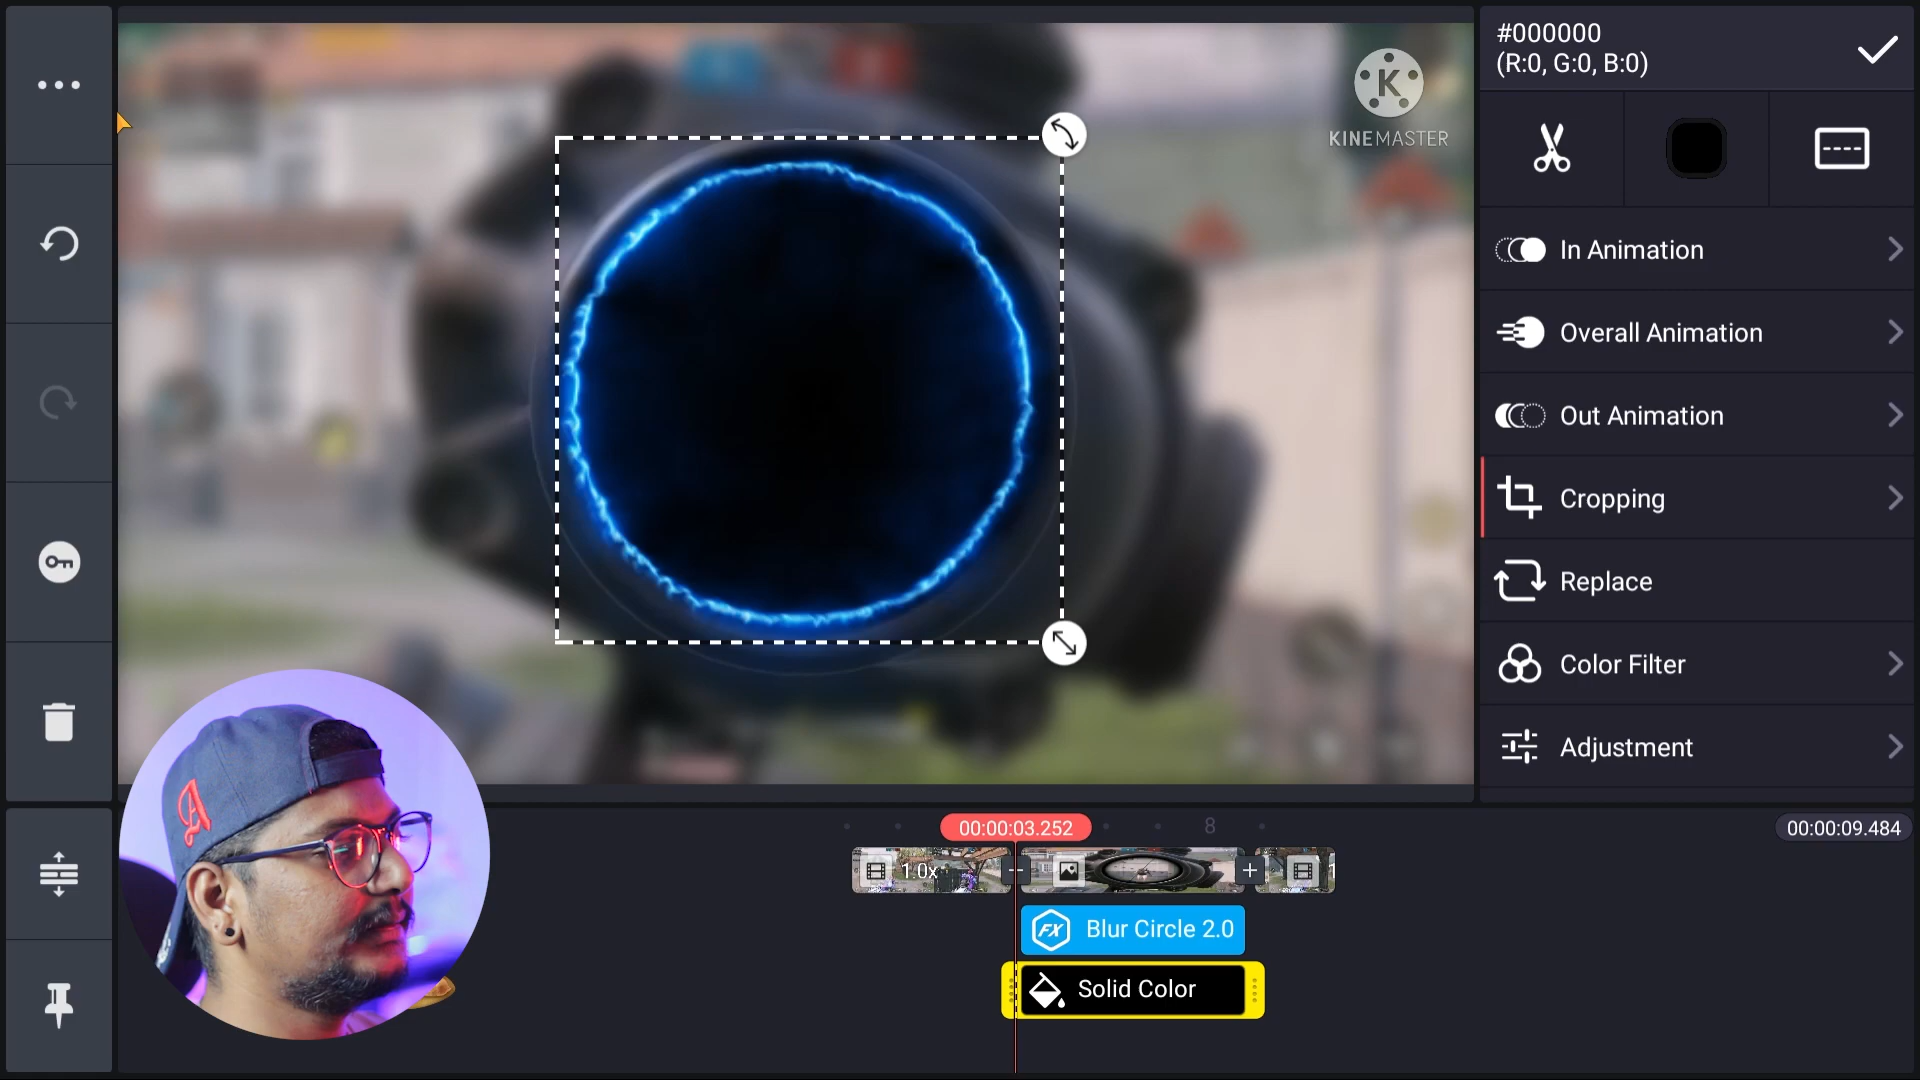 #000000
(R:0, G:0, B:0)
K
KINEMASTER
In Animation
Overall Animation
Out Animation
Cropping
Replace
Color Filter
Adjustment
A
00:00:03.252
8
00:00:09.484
1.0x
FX
Blur Circle 2.0
Solid Color